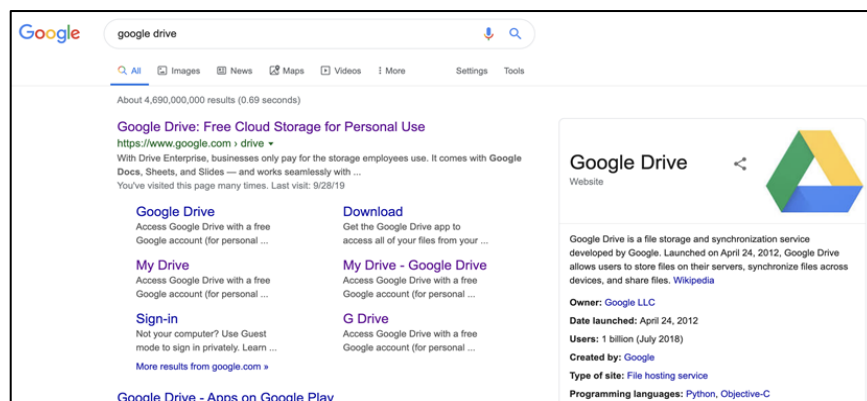 Google
google drive
All Images News Maps Videos More Settings Tools
About 4,690,000,000 results (0.69 seconds)
Google Drive: Free Cloud Storage for Personal Use
https://www.google.com › drive
With Drive Enterprise, businesses only pay for the storage employees use. It comes with Google
Docs, Sheets, and Slides — and works seamlessly with ...
You've visited this page many times. Last visit: 9/28/19
Google Drive
Access Google Drive with a free
Google account (for personal ...
Download
Get the Google Drive app to
access all of your files from your ...
My Drive
Access Google Drive with a free
Google account (for personal ...
My Drive - Google Drive
Access Google Drive with a free
Google account (for personal ...
Sign-in
Not your computer? Use Guest
mode to sign in privately. Learn ...
G Drive
Access Google Drive with a free
Google account (for personal ...
More results from google.com »
Google Drive - Apps on Google Play
Google Drive
Website
Google Drive is a file storage and synchronization service
developed by Google. Launched on April 24, 2012, Google Drive
allows users to store files on their servers, synchronize files across
devices, and share files. Wikipedia
Owner: Google LLC
Date launched: April 24, 2012
Users: 1 billion (July 2018)
Created by: Google
Type of site: File hosting service
Programming languages: Python, Objective-C